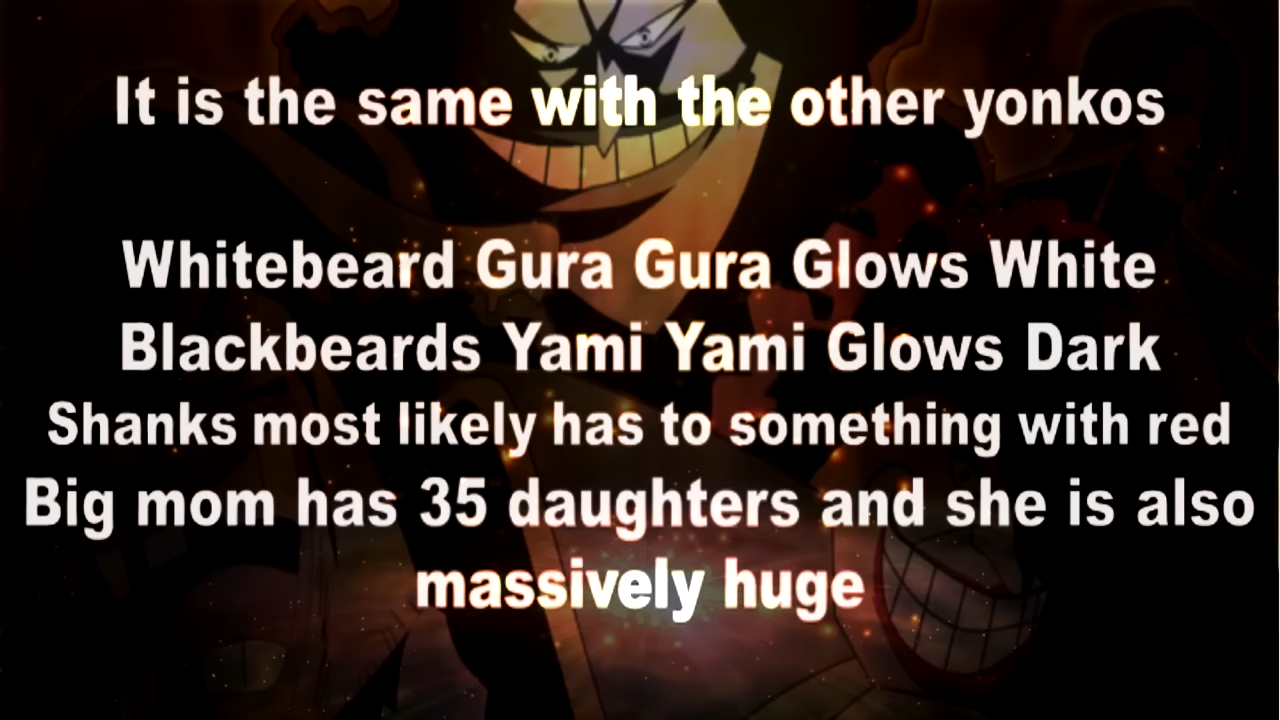 It is the same with the other yonkos
Whitebeard Gura Gura Glows White
Blackbeards Yami Yami Glows Dark
Shanks most likely has to something with red
Big mom has 35 daughters and she is also
massively huge